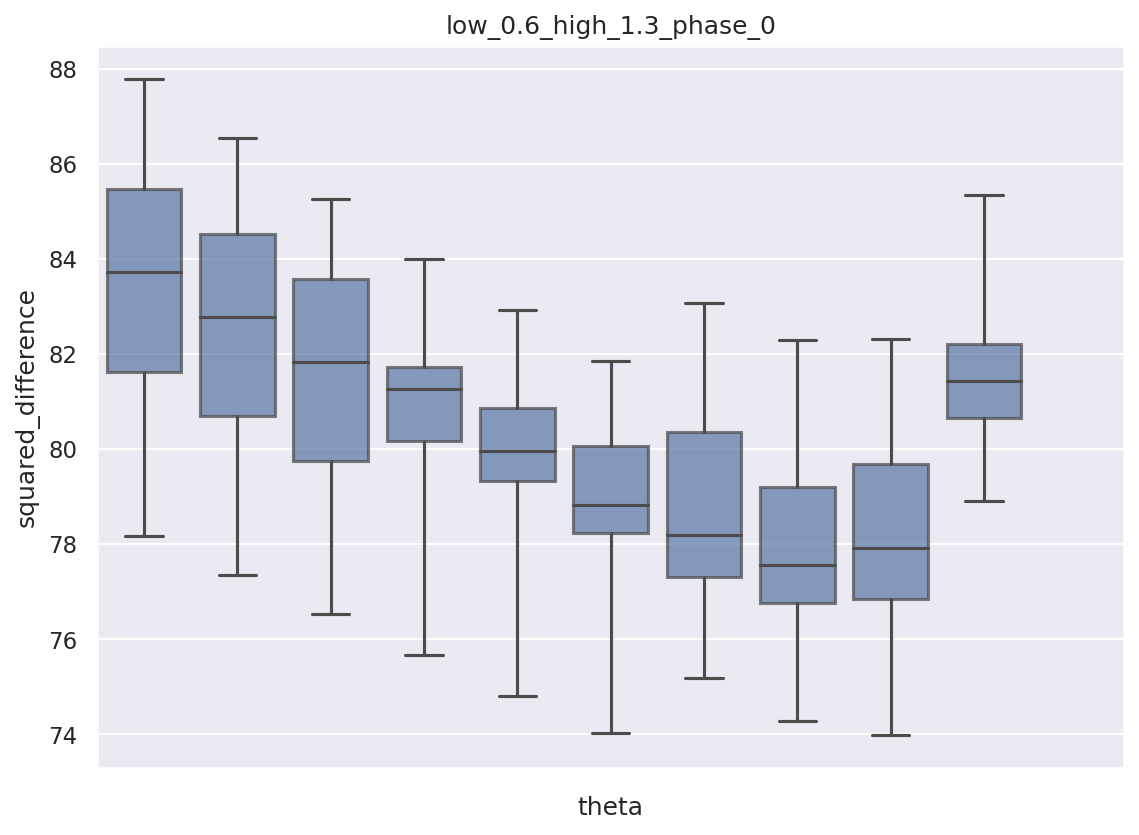 low_0.6_high_1.3_phase_0
88
86
84
82
80
78
76
74
squared_difference
theta